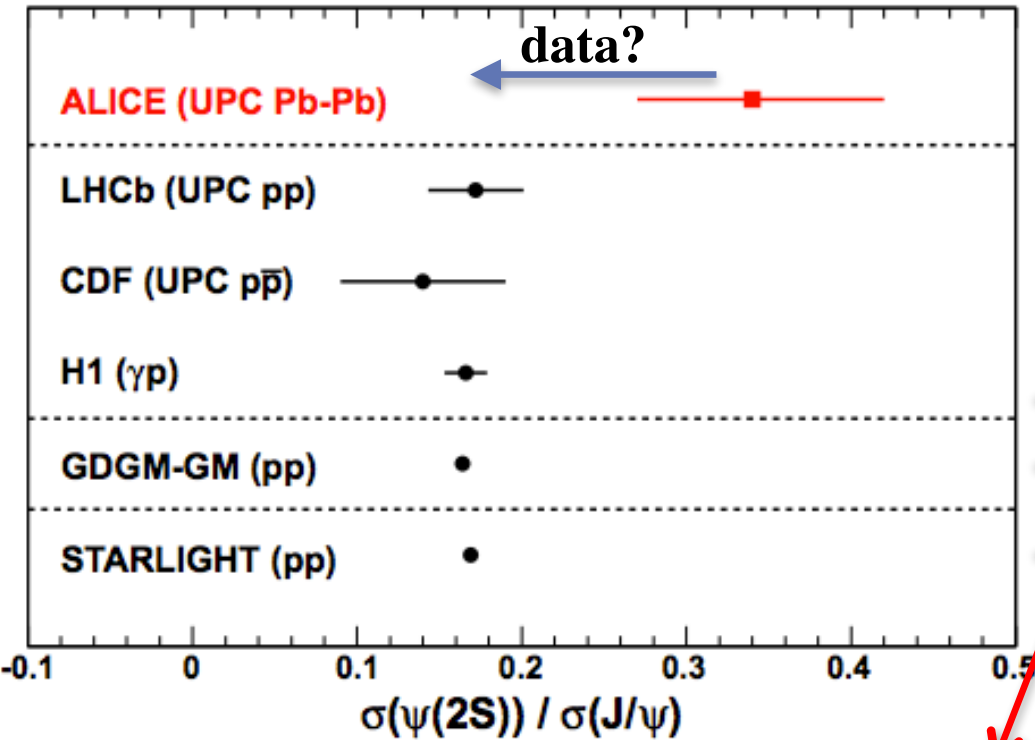 data?
ALICE (UPC Pb-Pb)
LHCb (UPC pp)
CDF (UPC pp̅)
H1 (γp)
GDGM-GM (pp)
STARLIGHT (pp)
-0.1 0 0.1 0.2 0.3 0.4 0.5
σ(ψ(2S)) / σ(J/ψ)